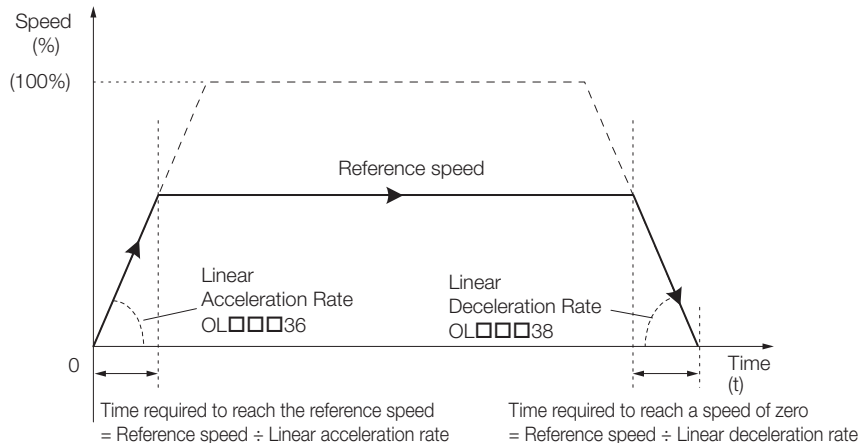 Speed
(%)
(100%)
Reference speed
Linear
Acceleration Rate
OL□□□36
Linear
Deceleration Rate
OL□□□38
0
Time
(t)
Time required to reach the reference speed
= Reference speed ÷ Linear acceleration rate
Time required to reach a speed of zero
= Reference speed ÷ Linear deceleration rate